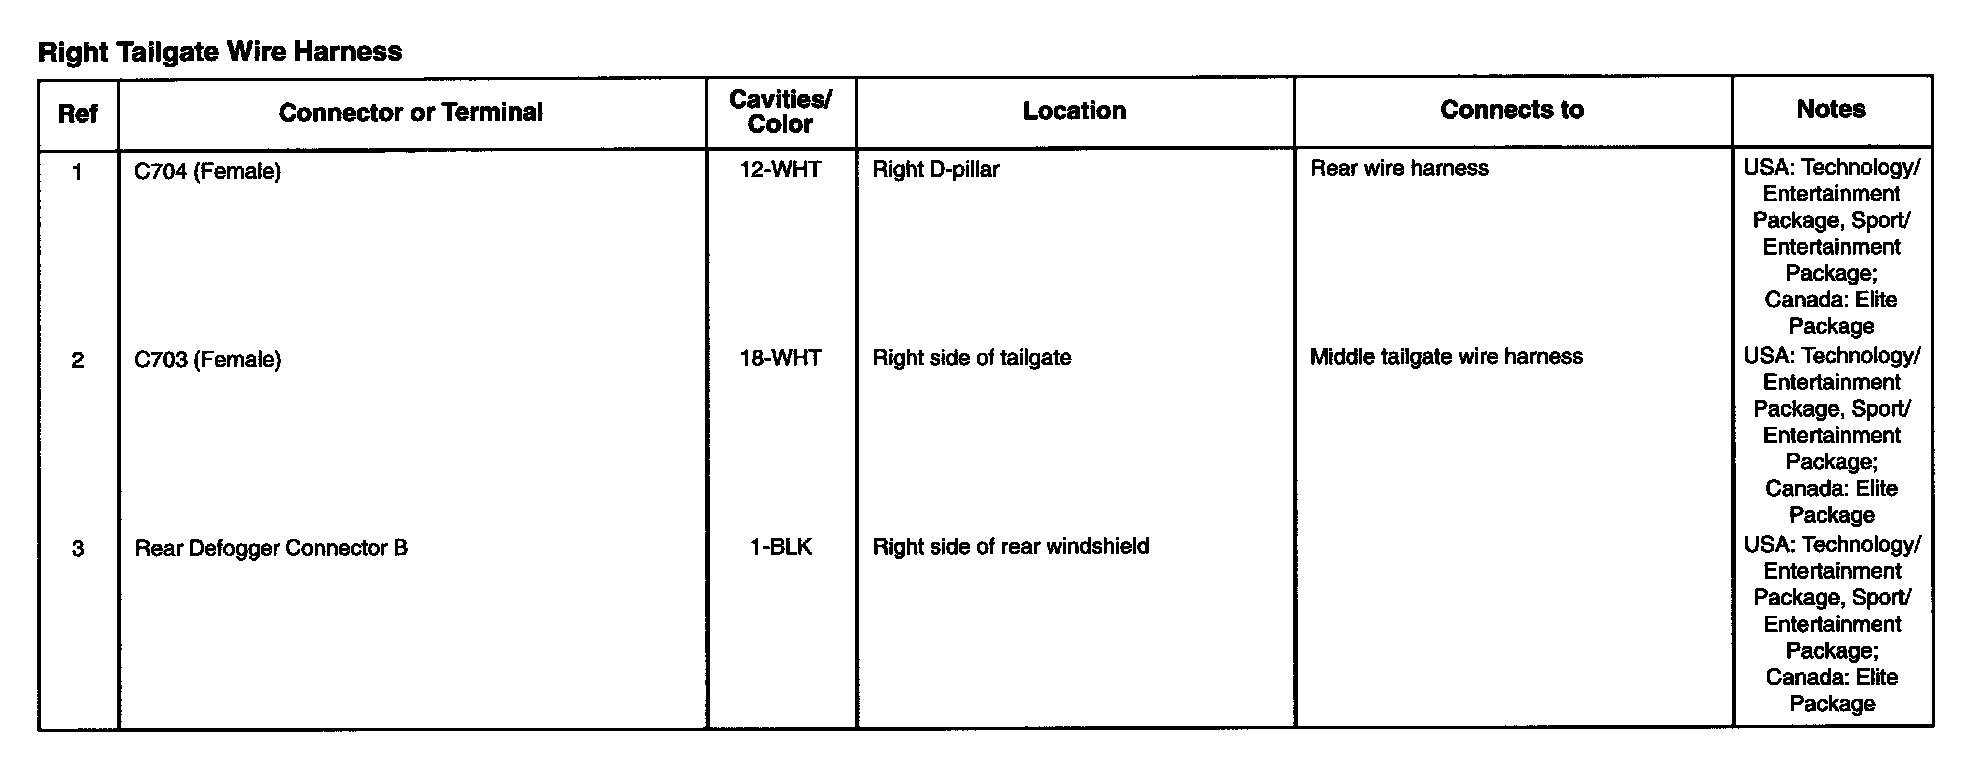 Right Tailgate Wire Harness
Ref Connector or Terminal Cavities/ Color Location Connects to Notes
1 C704 (Female) 12-WHT Right D-pillar Rear wire harness USA: Technology/
Entertainment
Package, Sport/
Entertainment
Package;
Canada: Elite
Package
2 C703 (Female) 18-WHT Right side of tailgate Middle tailgate wire harness USA: Technology/
Entertainment
Package, Sport/
Entertainment
Package;
Canada: Elite
Package
3 Rear Defogger Connector B 1-BLK Right side of rear windshield USA: Technology/
Entertainment
Package, Sport/
Entertainment
Package;
Canada: Elite
Package